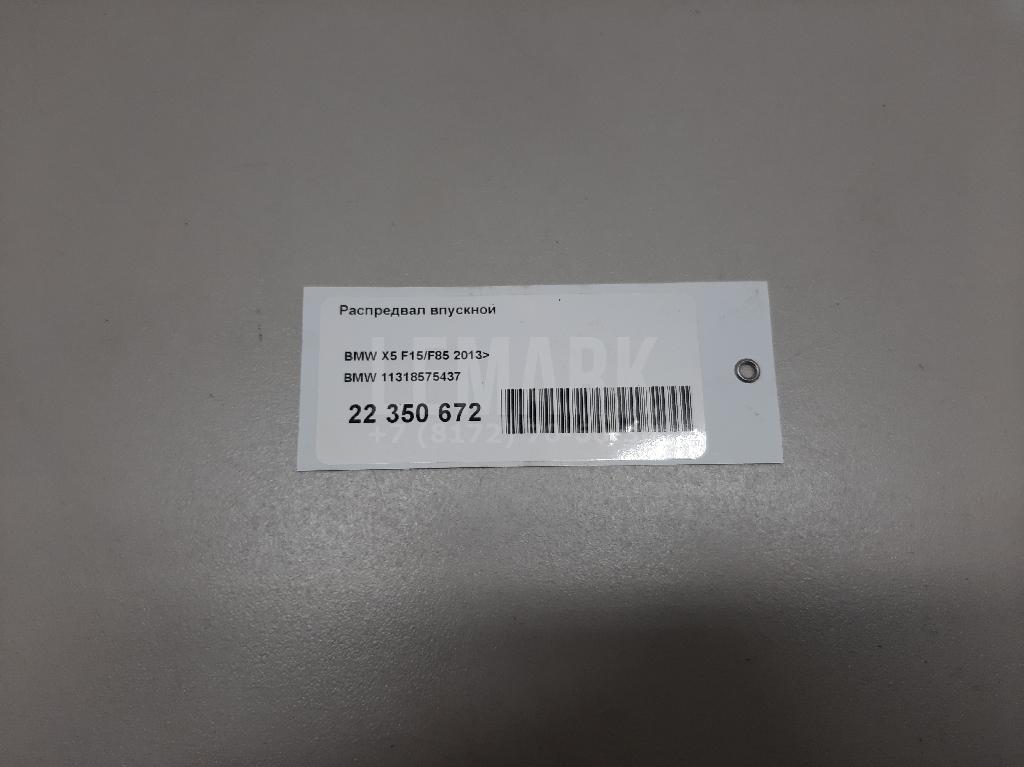 Распредвал впускной
LEMARK
BMW X5 F15/F85 2013>
BMW 11318575437
22 350 672
+7 (8172)